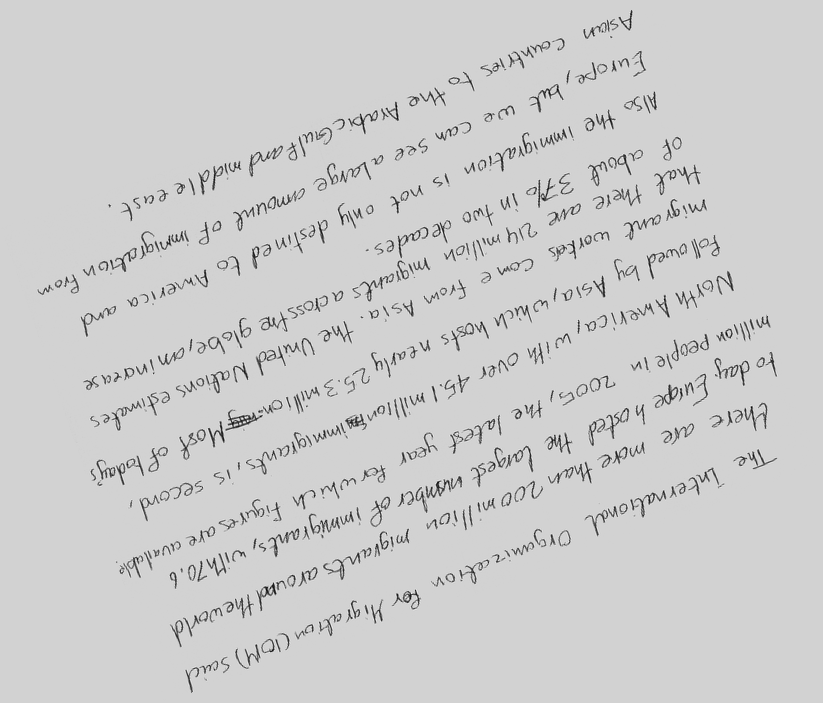 The international Organization for Migration (IOM) said
there are more than 200 million migrants around the world
today. Europe hosted the largest number of immigrants, with 70.6
million people in 2005, the latest year for which figures are available.
North America, with over 45.1 million immigrants, is second,
followed by Asia, which hosts nearly 25.3 million. Most of today's
migrant workers come from Asia. the United Nations estimates
that there are 214 million migrants across the globe, an increase
of about 37% in two decades.
Also the immigration is not only destined to America and
Europe, but we can see a large amount of immigration from
Asian countries to the Arabic Gulf and middle east.